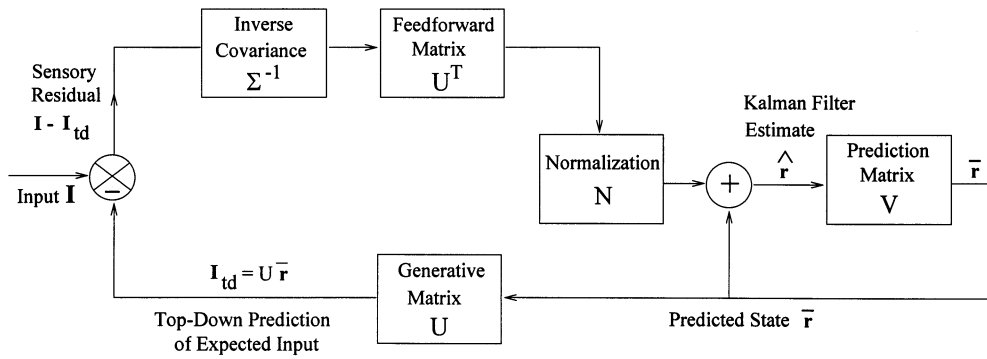 Inverse
Covariance
Σ⁻¹
Feedforward
Matrix
Uᵀ
Sensory
Residual
I - I_td
Input I
−
Normalization
N
+
Kalman Filter
Estimate
r̂
Prediction
Matrix
V
r̄
I_td = U r̄
Top-Down Prediction
of Expected Input
Generative
Matrix
U
Predicted State r̄